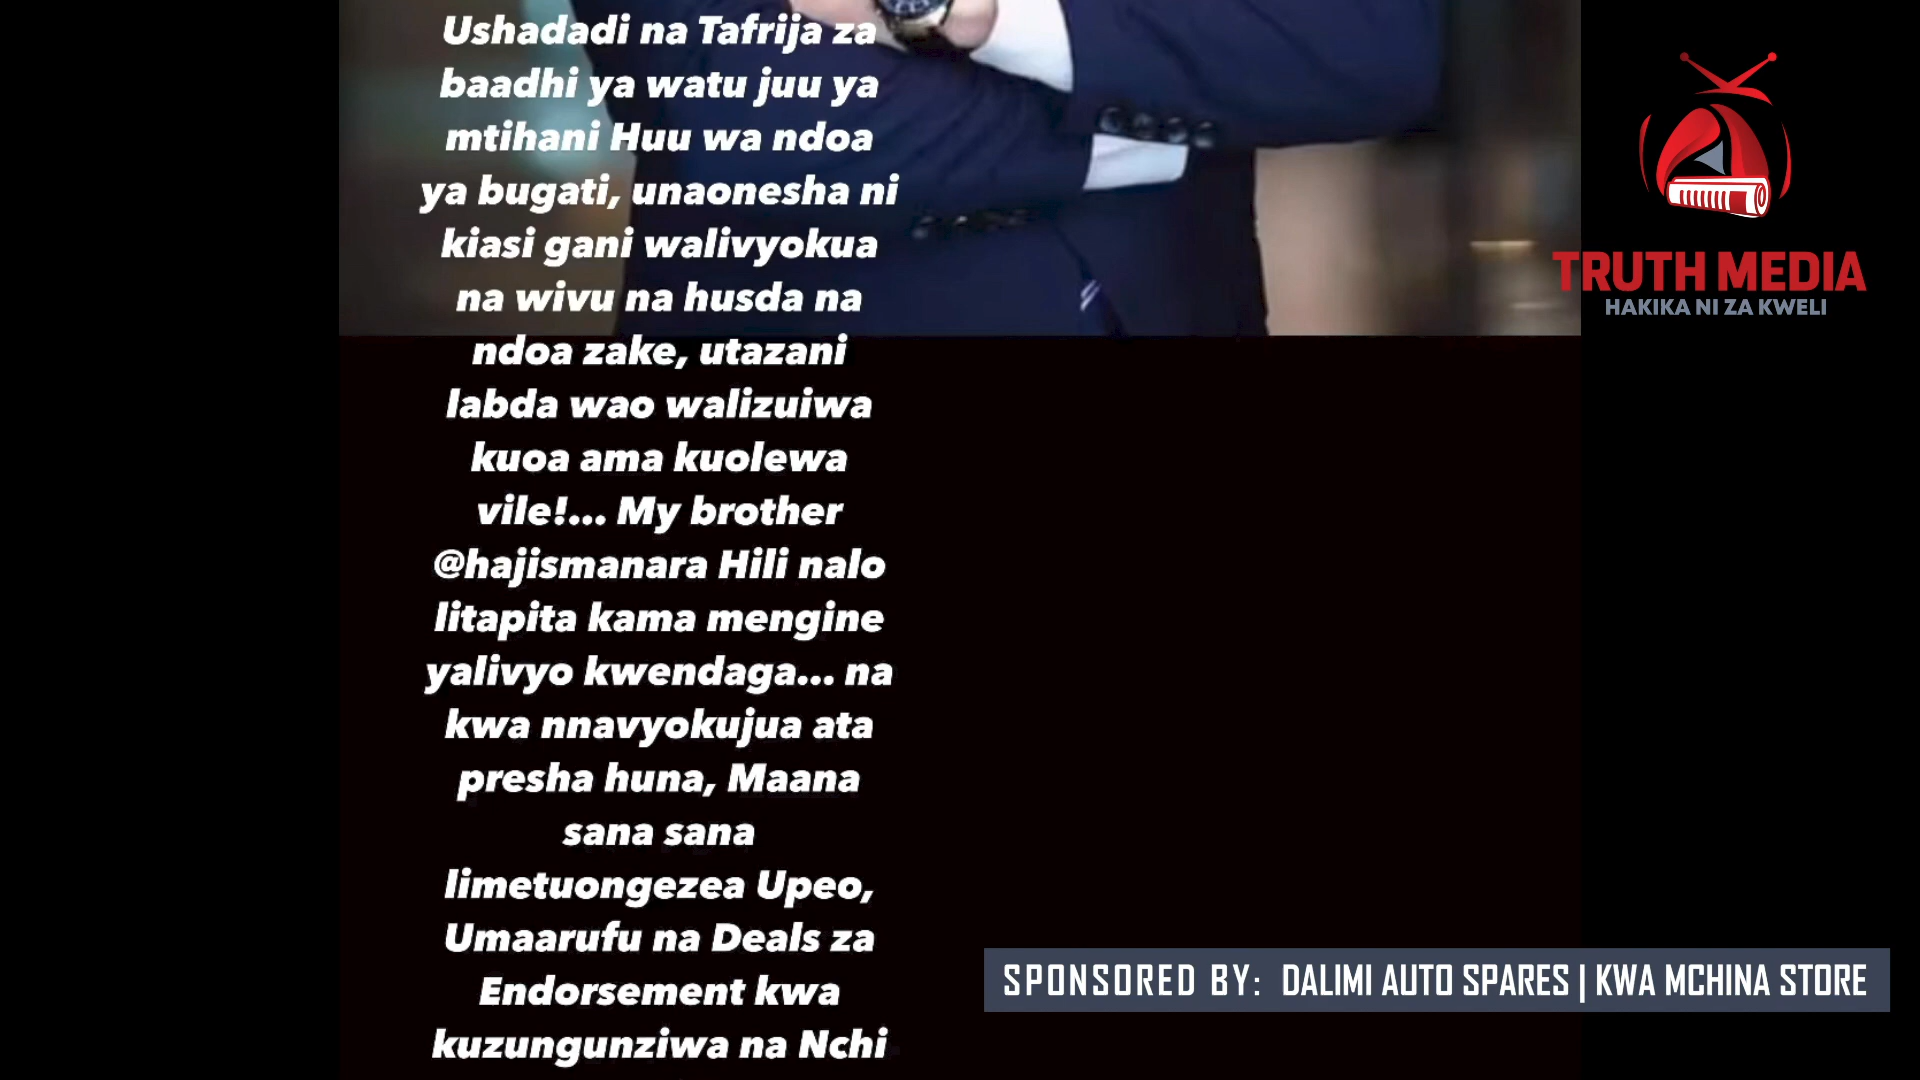 Ushadadi na Tafrija za
baadhi ya watu juu ya
mtihani Huu wa ndoa
ya bugati, unaonesha ni
kiasi gani walivyokua
na wivu na husda na
ndoa zake, utazani
labda wao walizuiwa
kuoa ama kuolewa
vile!... My brother
@hajismanara Hili nalo
litapita kama mengine
yalivyo kwendaga... na
kwa nnavyokujua ata
presha huna, Maana
sana sana
limetuongezea Upeo,
Umaarufu na Deals za
Endorsement kwa
kuzungunziwa na Nchi
TRUTH MEDIA
HAKIKA NI ZA KWELI
SPONSORED BY: DALIMI AUTO SPARES | KWA MCHINA STORE